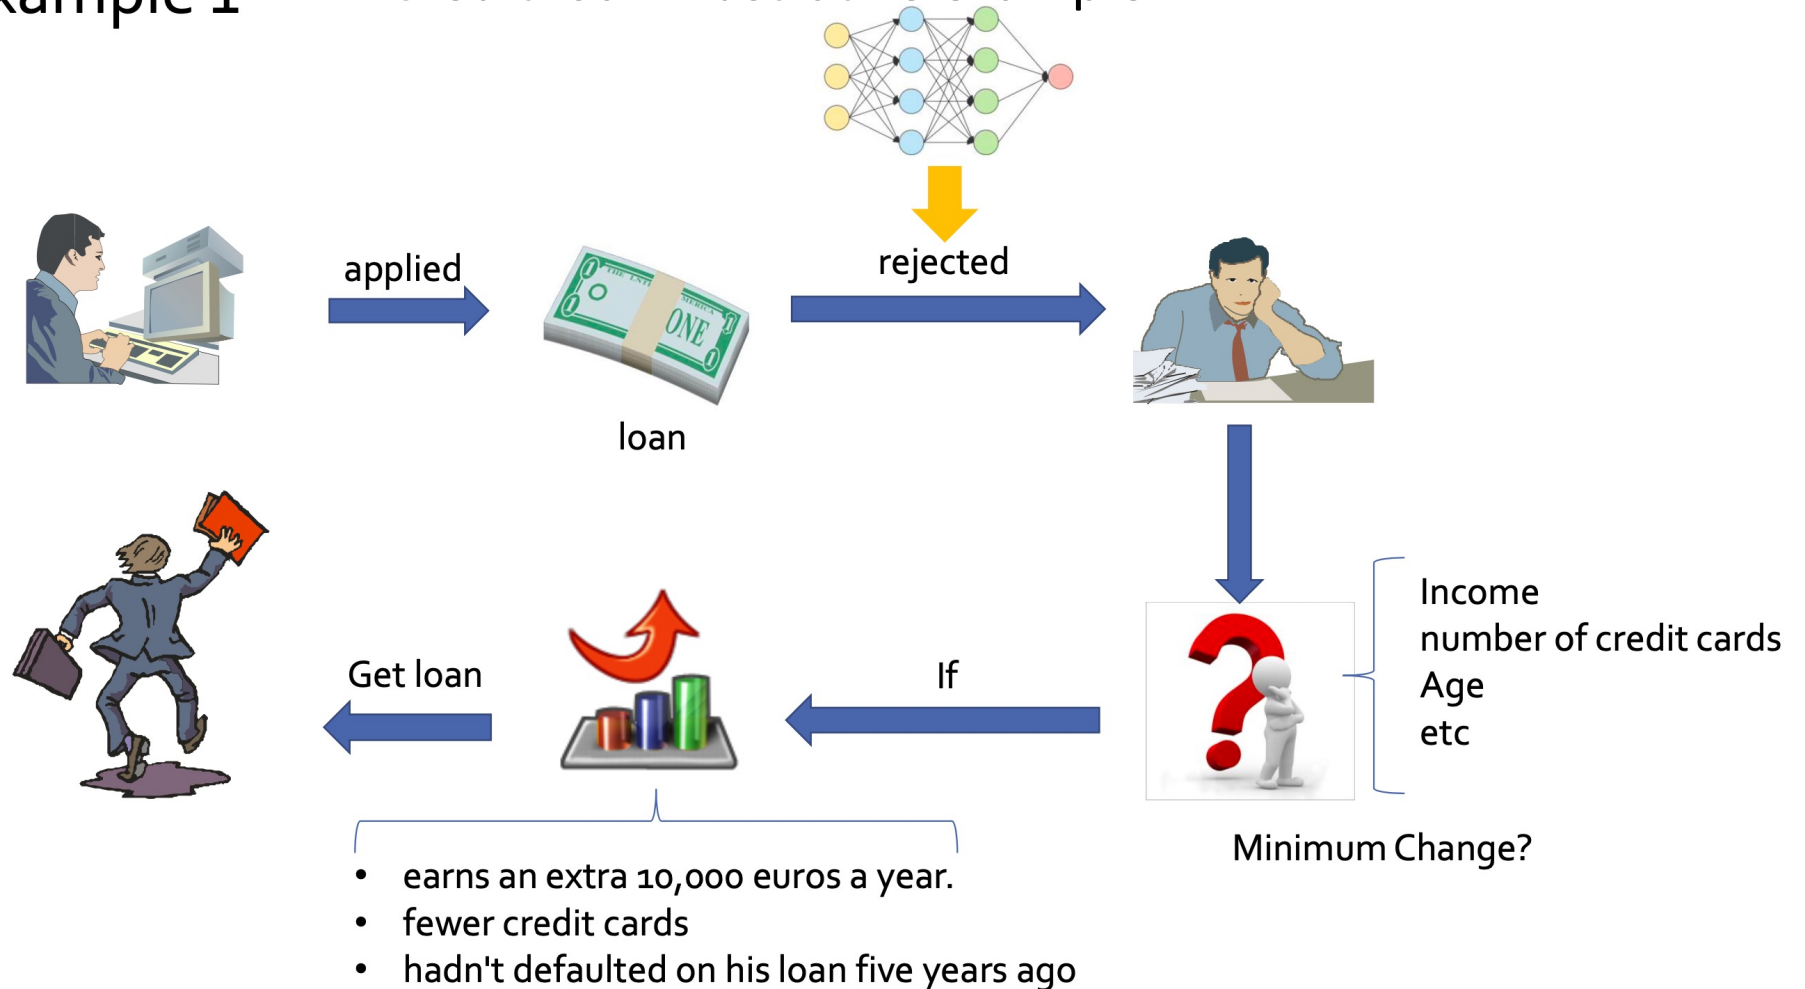 applied
rejected
ONE
loan
Income
number of credit cards
Age
etc
Get loan
If
Minimum Change?
• earns an extra 10,000 euros a year.
• fewer credit cards
• hadn't defaulted on his loan five years ago